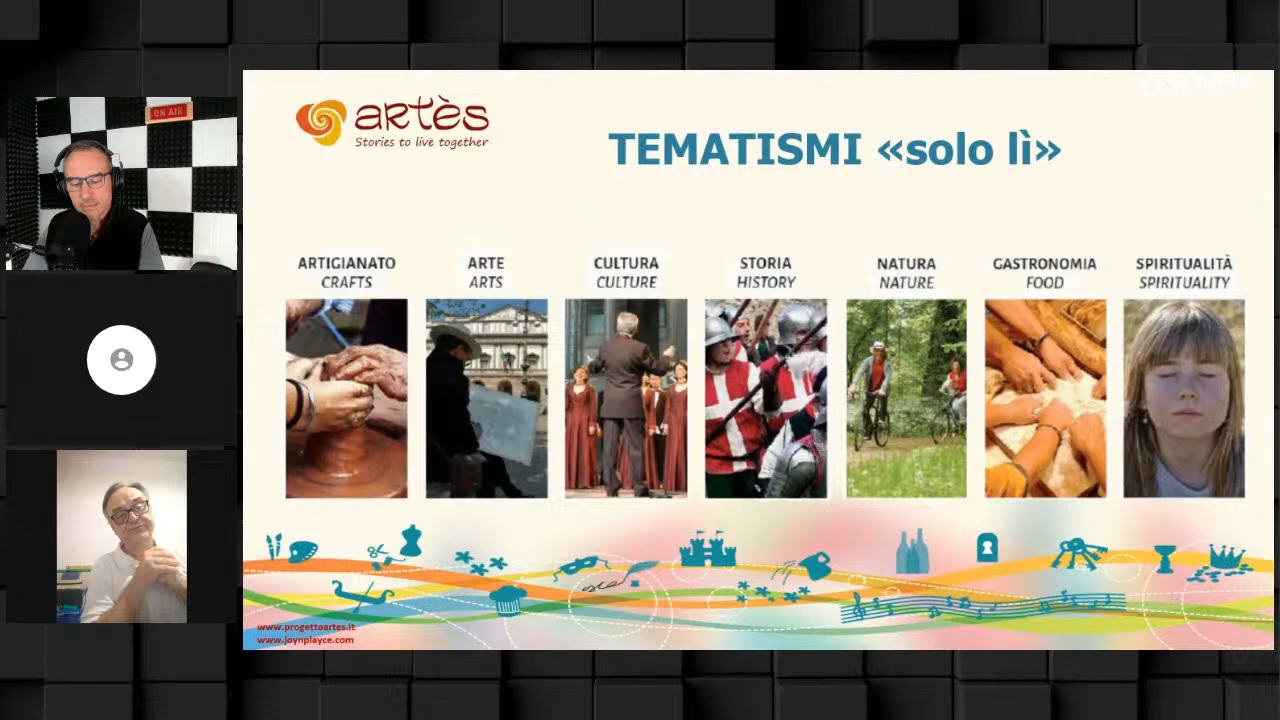 ON AIR
artès
Stories to live together
TEMATISMI «solo lì»
ARTIGIANATO
CRAFTS
ARTE
ARTS
CULTURA
CULTURE
STORIA
HISTORY
NATURA
NATURE
GASTRONOMIA
FOOD
SPIRITUALITÀ
SPIRITUALITY
www.progettoartes.it
www.joynplayce.com